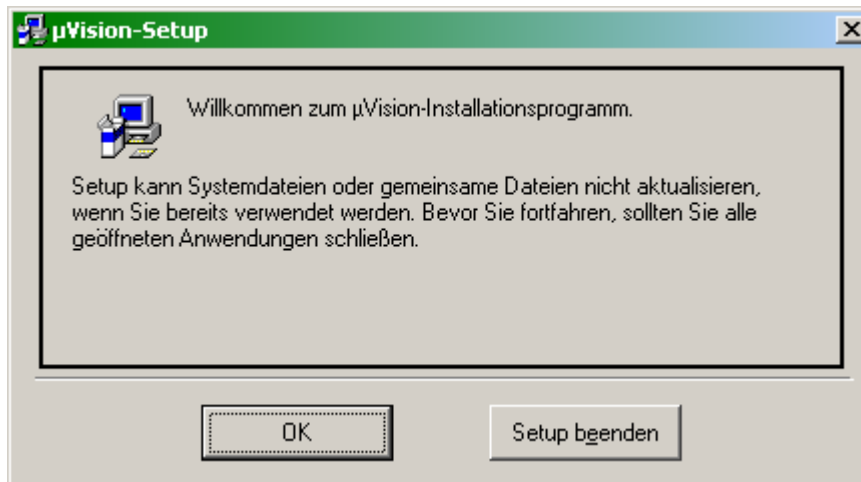 µVision-Setup
Willkommen zum µVision-Installationsprogramm.
Setup kann Systemdateien oder gemeinsame Dateien nicht aktualisieren,
wenn Sie bereits verwendet werden. Bevor Sie fortfahren, sollten Sie alle
geöffneten Anwendungen schließen.
OK
Setup beenden